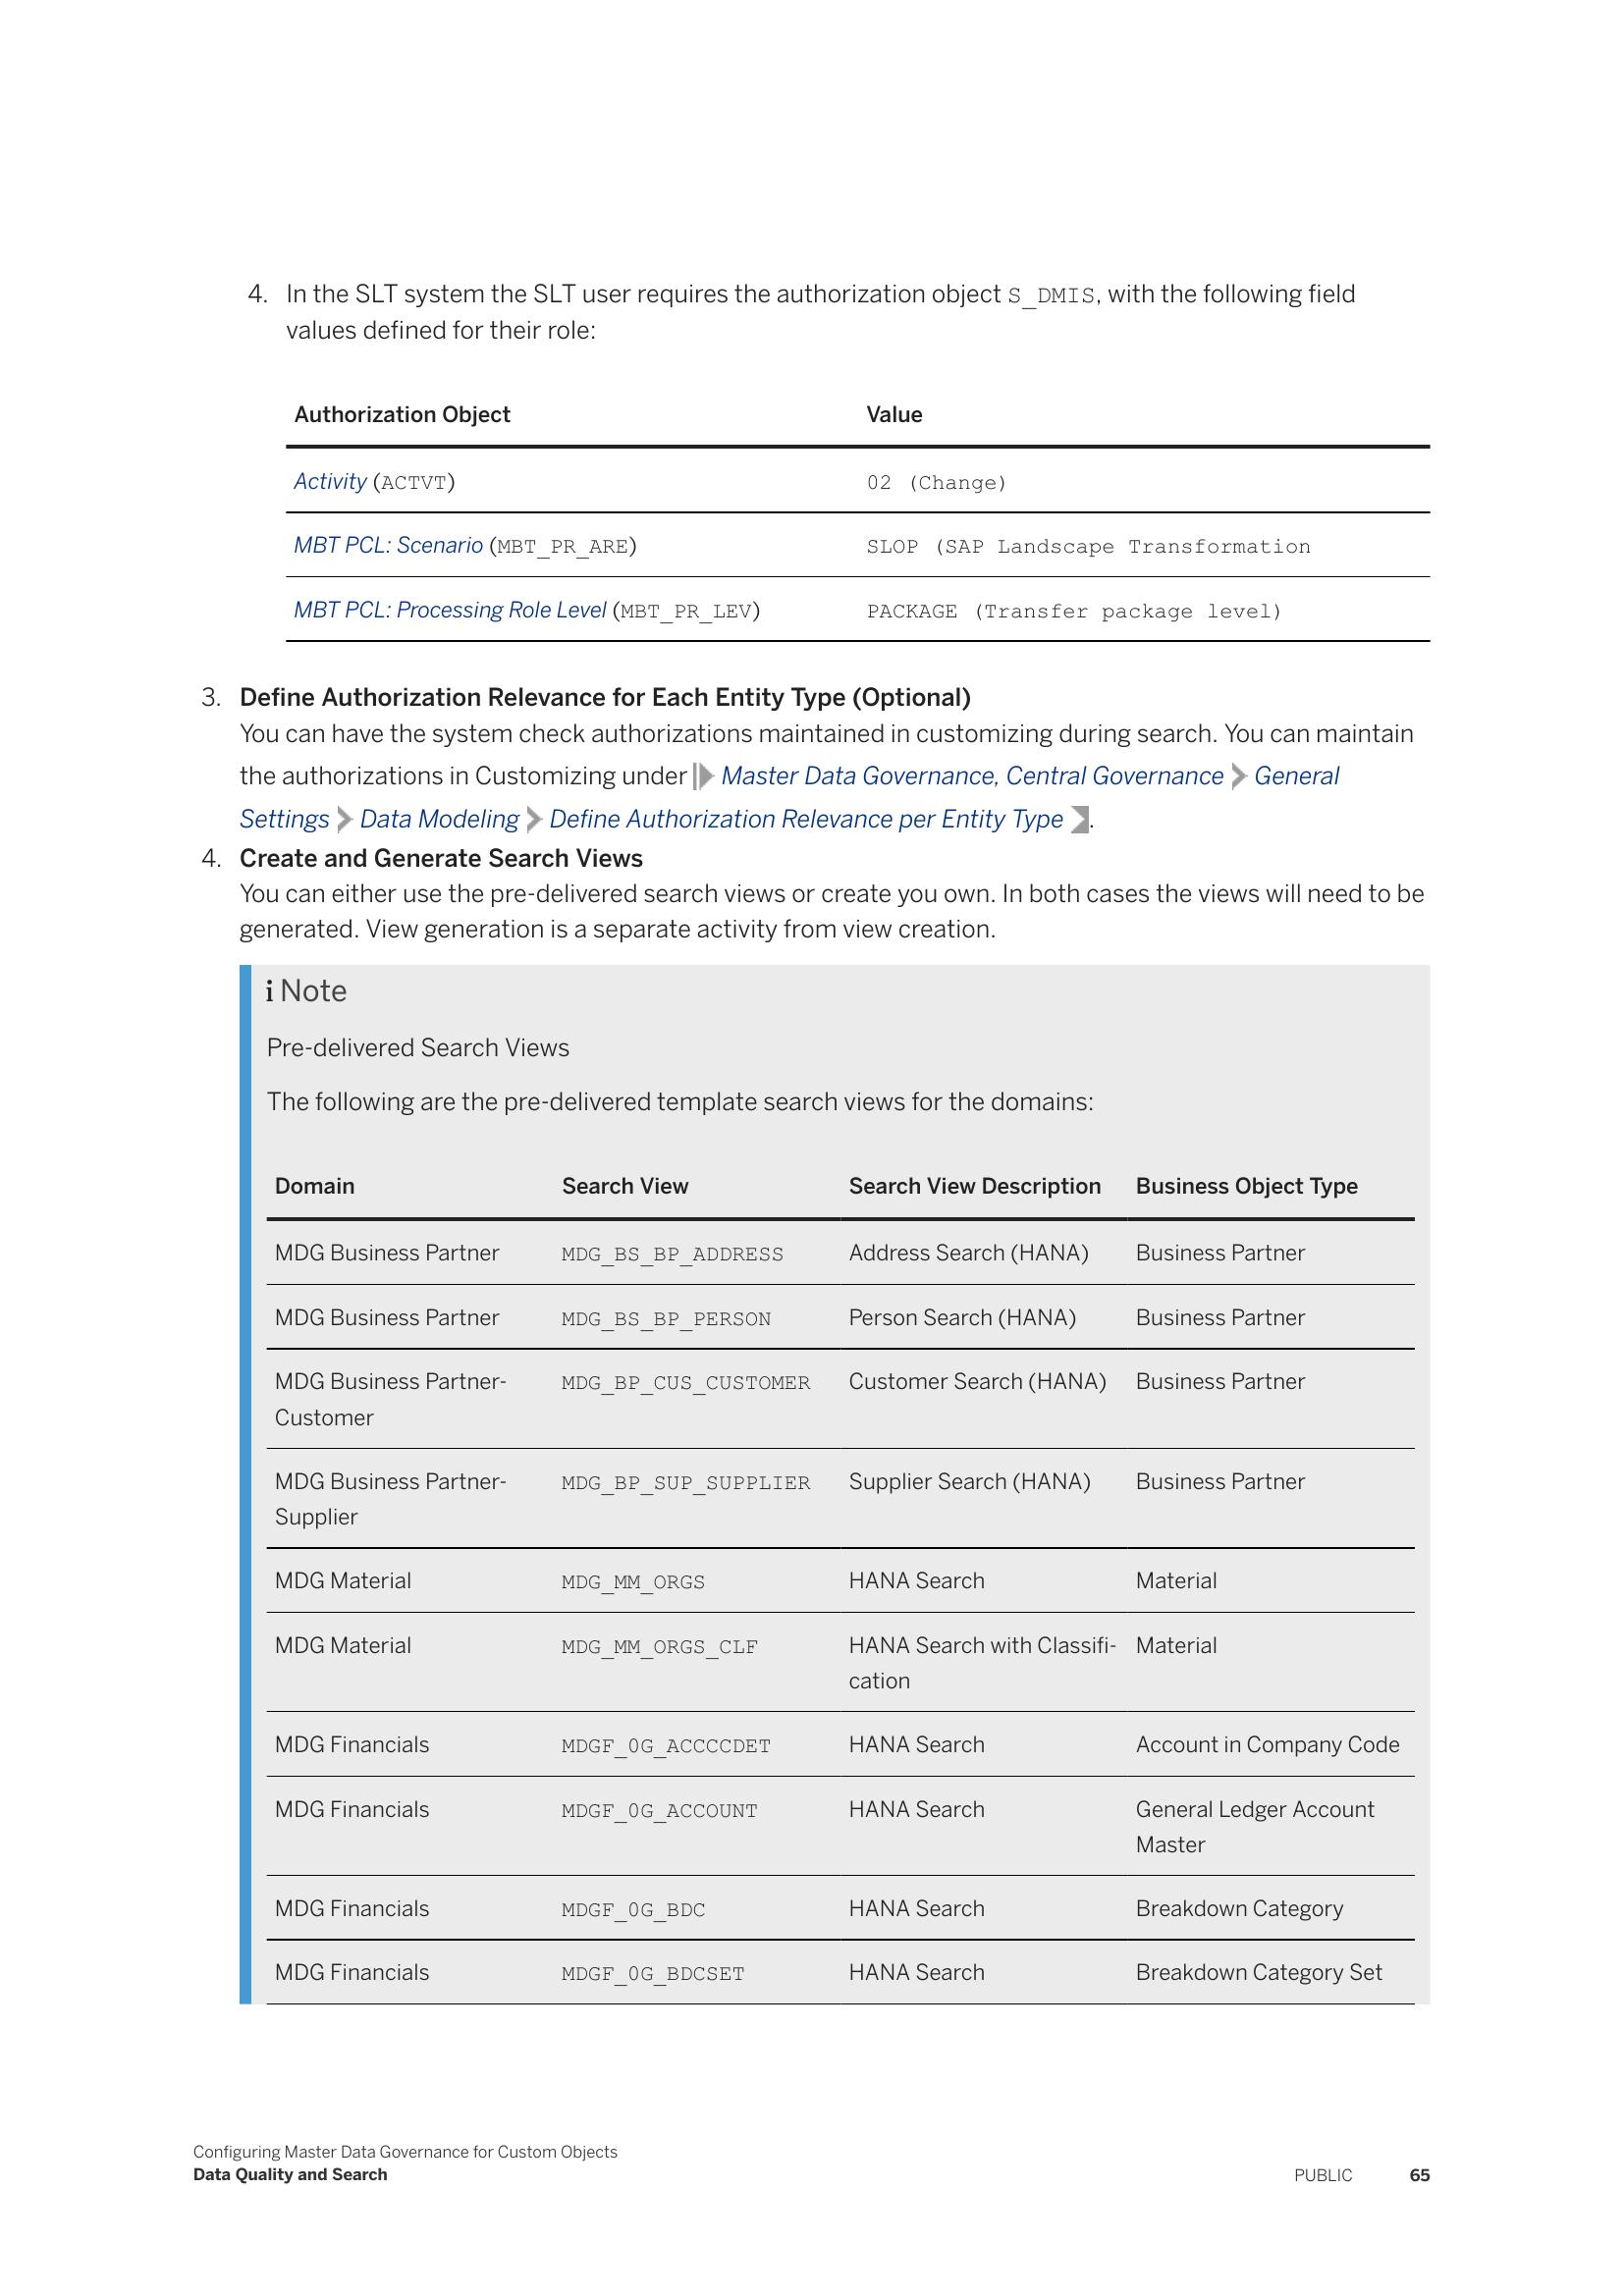 4. In the SLT system the SLT user requires the authorization object S_DMIS, with the following field
values defined for their role:
Authorization Object Value
Activity (ACTVT) 02 (Change)
MBT PCL: Scenario (MBT_PR_ARE) SLOP (SAP Landscape Transformation
MBT PCL: Processing Role Level (MBT_PR_LEV) PACKAGE (Transfer package level)
3. Define Authorization Relevance for Each Entity Type (Optional)
You can have the system check authorizations maintained in customizing during search. You can maintain
the authorizations in Customizing under Master Data Governance, Central Governance General
Settings Data Modeling Define Authorization Relevance per Entity Type .
4. Create and Generate Search Views
You can either use the pre-delivered search views or create you own. In both cases the views will need to be
generated. View generation is a separate activity from view creation.
i Note
Pre-delivered Search Views
The following are the pre-delivered template search views for the domains:
Domain Search View Search View Description Business Object Type
MDG Business Partner MDG_BS_BP_ADDRESS Address Search (HANA) Business Partner
MDG Business Partner MDG_BS_BP_PERSON Person Search (HANA) Business Partner
MDG Business Partner- MDG_BP_CUS_CUSTOMER Customer Search (HANA) Business Partner
Customer
MDG Business Partner- MDG_BP_SUP_SUPPLIER Supplier Search (HANA) Business Partner
Supplier
MDG Material MDG_MM_ORGS HANA Search Material
MDG Material MDG_MM_ORGS_CLF HANA Search with Classifi- Material
cation
MDG Financials MDGF_0G_ACCCCDET HANA Search Account in Company Code
MDG Financials MDGF_0G_ACCOUNT HANA Search General Ledger Account
Master
MDG Financials MDGF_0G_BDC HANA Search Breakdown Category
MDG Financials MDGF_0G_BDCSET HANA Search Breakdown Category Set
Configuring Master Data Governance for Custom Objects
Data Quality and Search PUBLIC 65